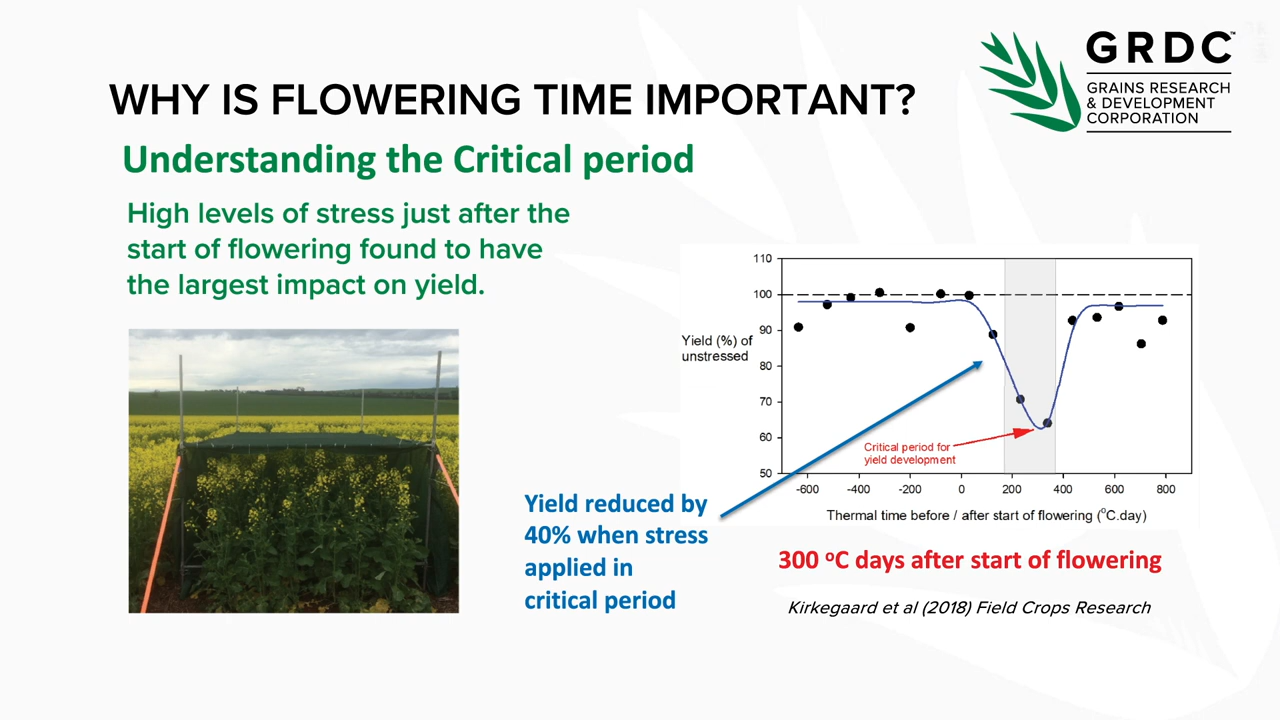 GRDC™
GRAINS RESEARCH
& DEVELOPMENT
CORPORATION
WHY IS FLOWERING TIME IMPORTANT?
Understanding the Critical period
High levels of stress just after the
start of flowering found to have
the largest impact on yield.
110
100
90
80
70
60
50
Yield (%) of
unstressed
Critical period for
yield development
-600 -400 -200 0 200 400 600 800
Thermal time before / after start of flowering (°C.day)
Yield reduced by
40% when stress
applied in
critical period
300 °C days after start of flowering
Kirkegaard et al (2018) Field Crops Research